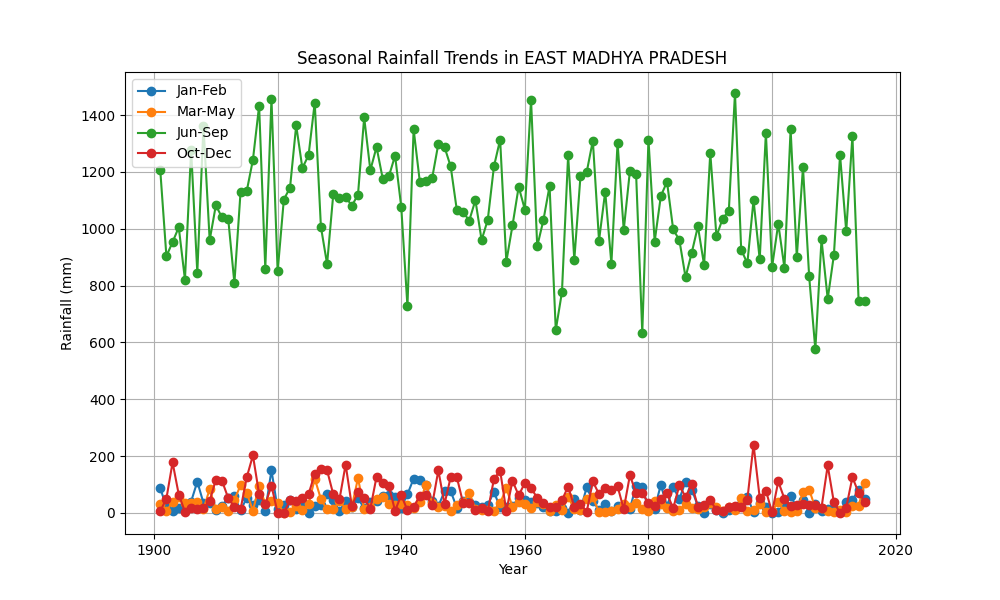 Seasonal Rainfall Trends in EAST MADHYA PRADESH
Jan-Feb
Mar-May
Jun-Sep
Oct-Dec
Rainfall (mm)
1400
1200
1000
800
600
400
200
0
1900
1920
1940
1960
1980
2000
2020
Year